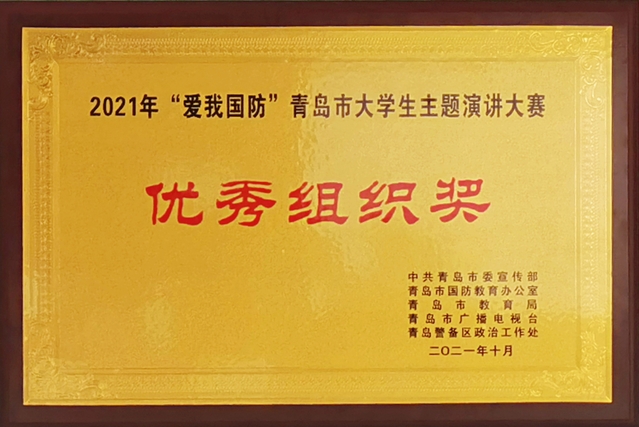 2021年“爱我国防”青岛市大学生主题演讲大赛
优秀组织奖
中共青岛市委宣传部
青岛市国防教育办公室
青岛市教育局
青岛市广播电视台
青岛警备区政治工作处
二〇二一年十月